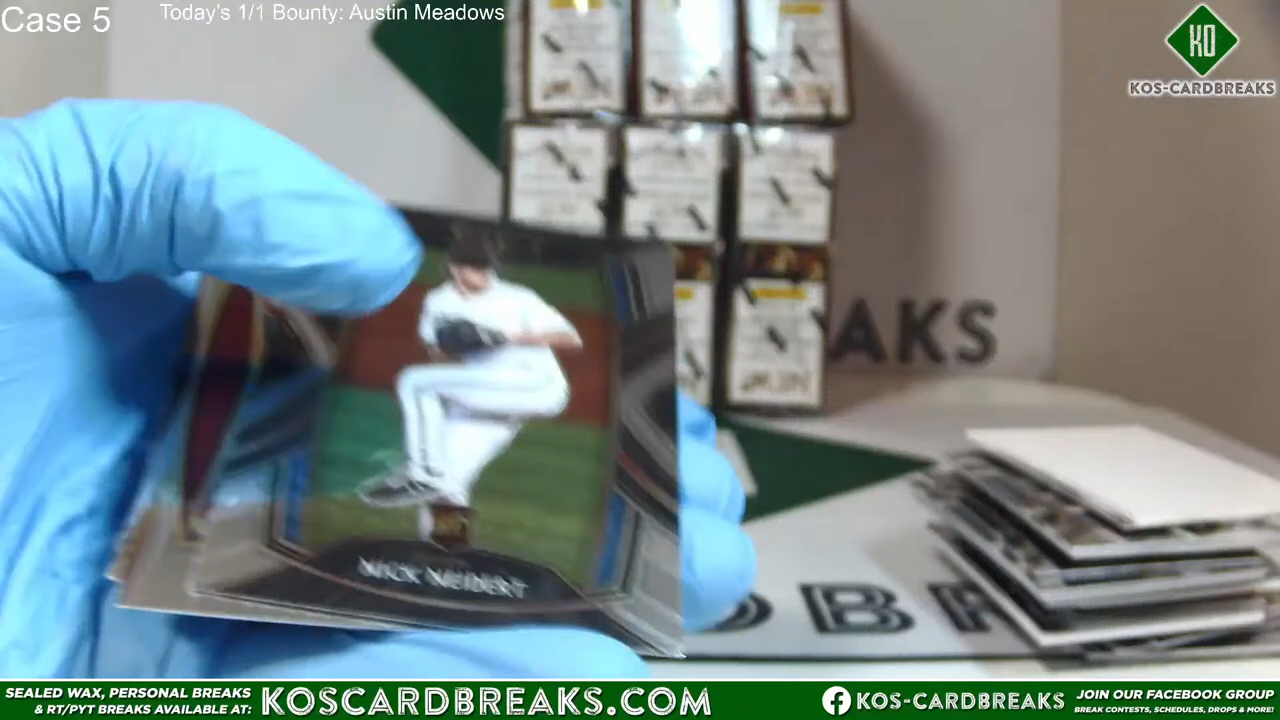 Case 5
Today's 1/1 Bounty: Austin Meadows
KO
KOS-CARDBREAKS
AKS
NICK NEIDERT
OBR
SEALED WAX, PERSONAL BREAKS
& RT/PYT BREAKS AVAILABLE AT:
KOSCARDBREAKS.COM
KOS-CARDBREAKS
JOIN OUR FACEBOOK GROUP
BREAK CONTESTS, SCHEDULES, DROPS & MORE!